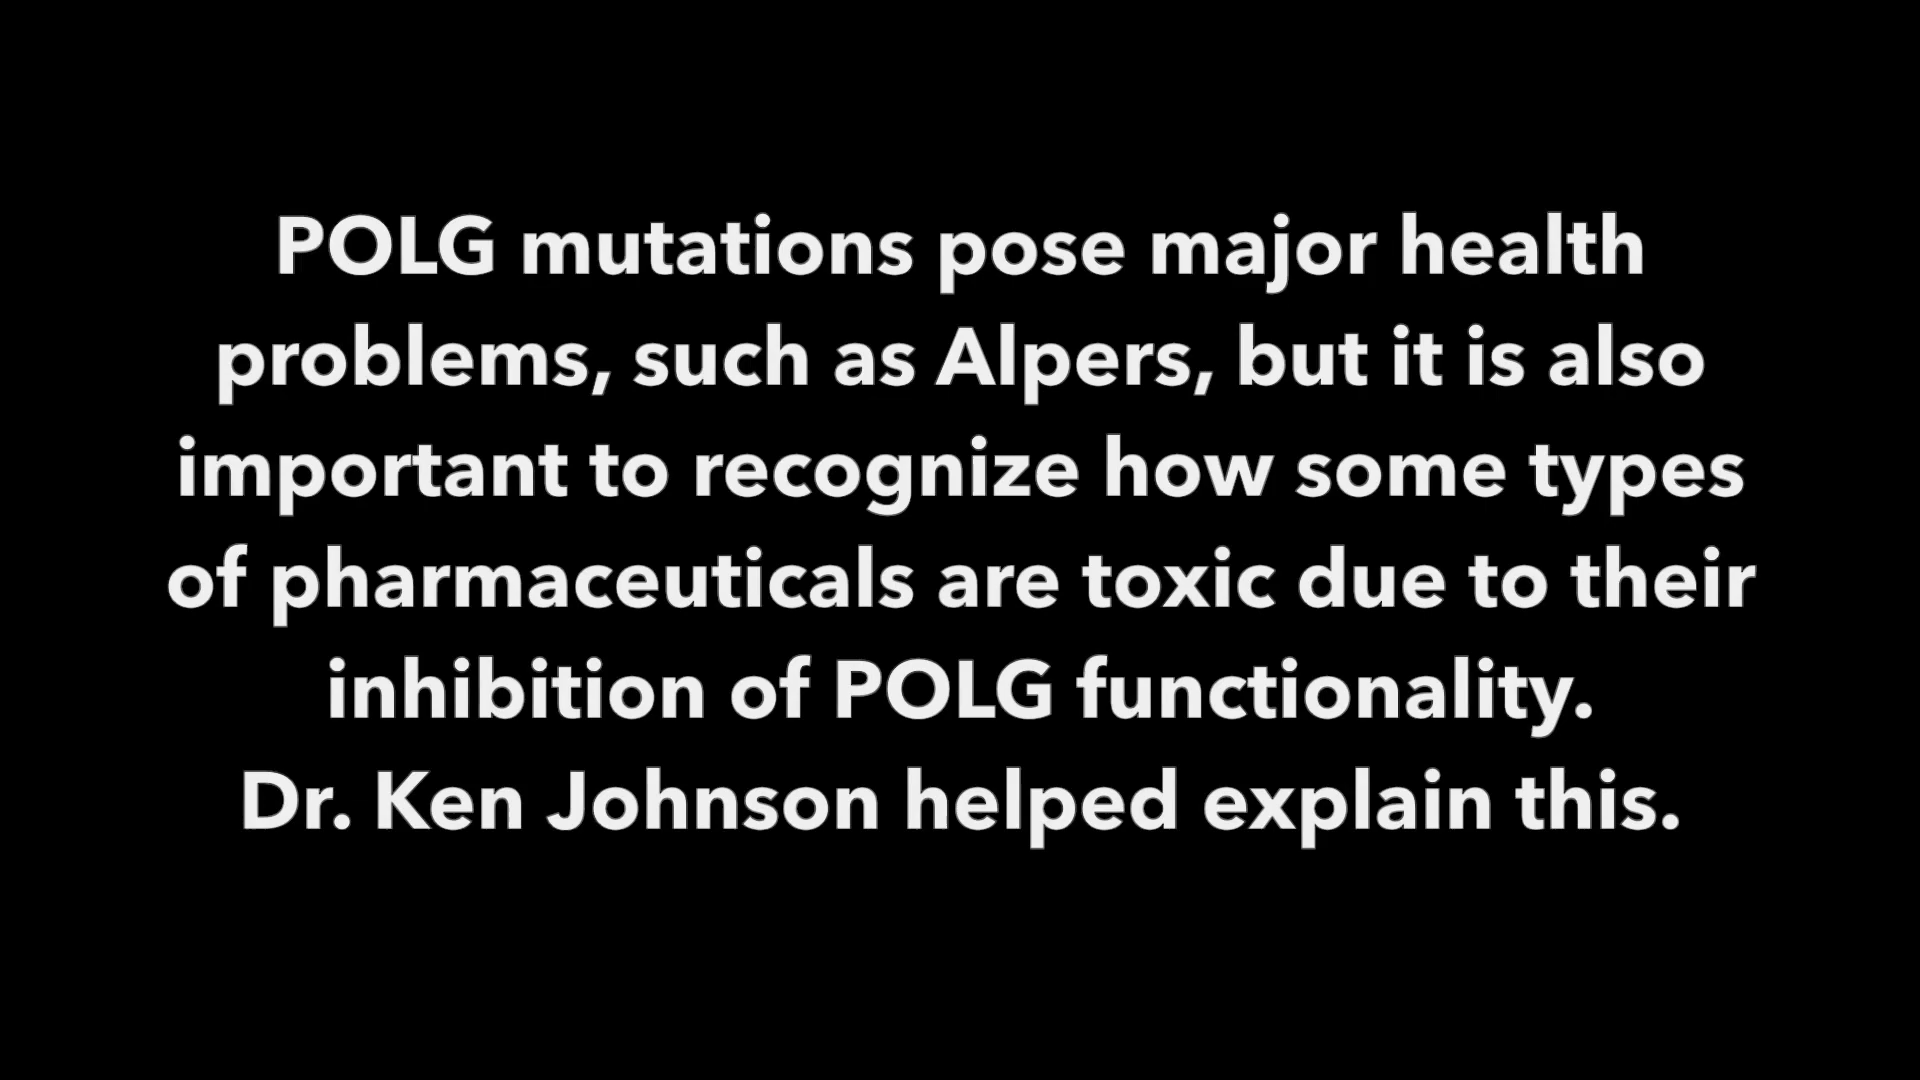 POLG mutations pose major health
problems, such as Alpers, but it is also
important to recognize how some types
of pharmaceuticals are toxic due to their
inhibition of POLG functionality.
Dr. Ken Johnson helped explain this.